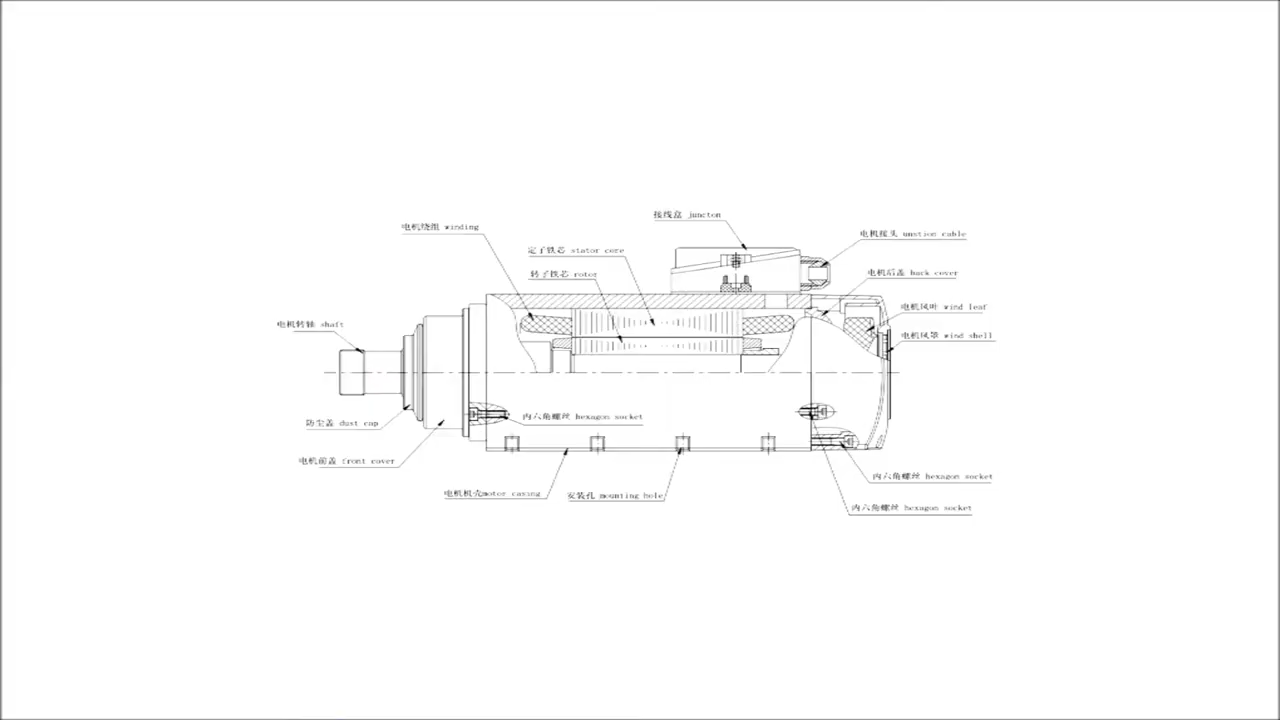 接线盒 juncton
电机绕组 winding
电机接头 unstive cable
定子铁芯 stator core
转子铁芯 rotor
电机后盖 back cover
电机风叶 wind leaf
电机转轴 shaft
电机风罩 wind shell
内六角螺丝 hexagon socket
防尘盖 dust cap
电机前盖 front cover
内六角螺丝 hexagon socket
电机机壳motor casing
安装孔 mounting hole
内六角螺丝 hexagon socket